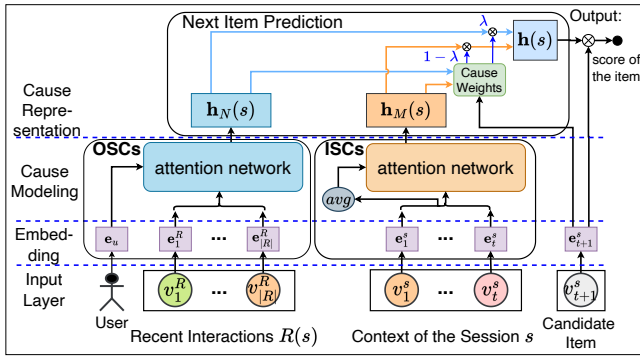 Next Item Prediction
Output:
λ
1 − λ
h(s)
score of the item
Cause Weights
h_N(s)
h_M(s)
Cause Repre-sentation
OSCs
attention network
ISCs
attention network
avg
Cause Modeling
Embed-ding
e_u
e_1^R
...
e_{|R|}^R
e_1^s
...
e_t^s
e_{t+1}^s
Input Layer
v_1^R
...
v_{|R|}^R
v_1^s
...
v_t^s
v_{t+1}^s
User
Recent Interactions R(s)
Context of the Session s
Candidate Item